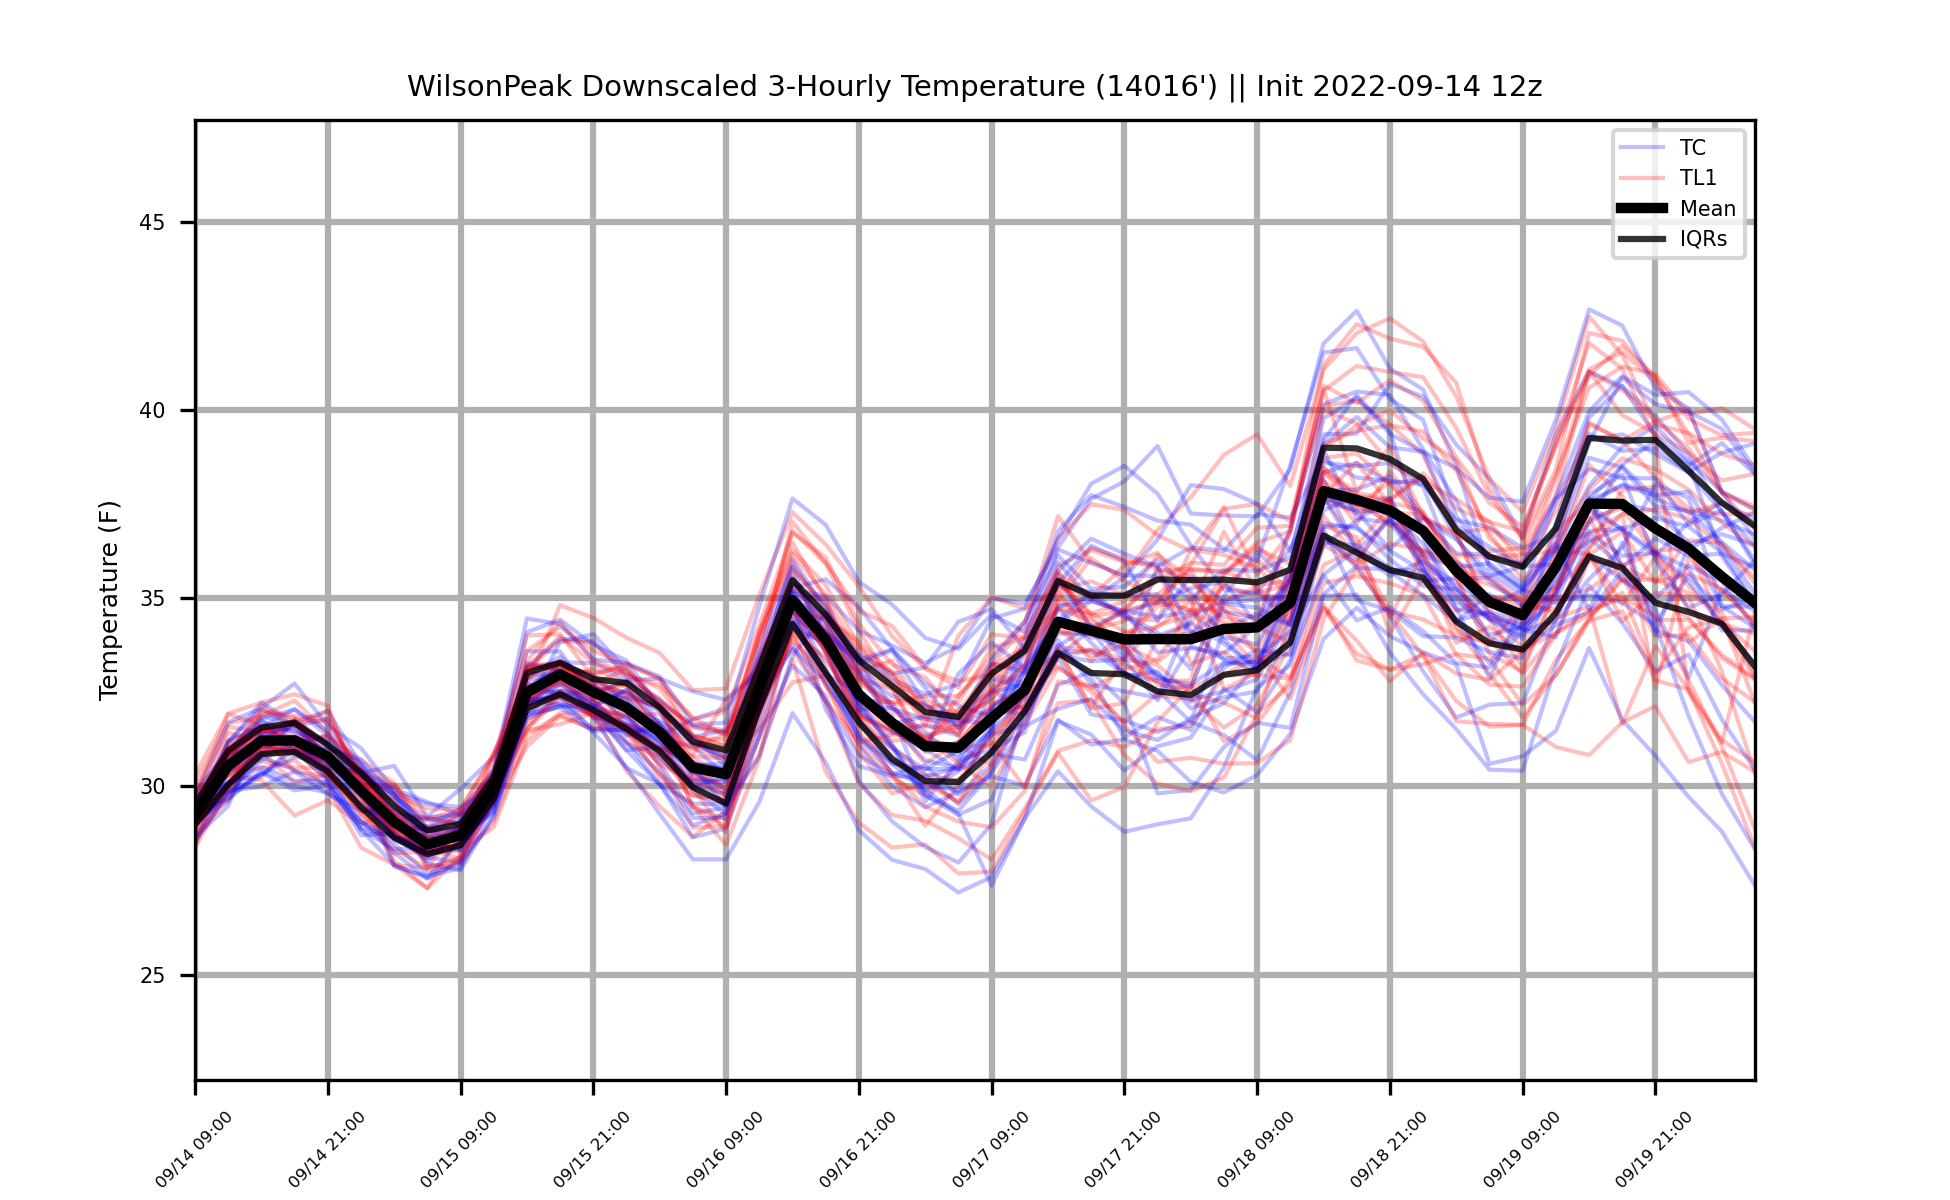 WilsonPeak Downscaled 3-Hourly Temperature (14016') || Init 2022-09-14 12z
TC
TL1
Mean
IQRs
Temperature (F)
45
40
35
30
25
09/14 09:00
09/14 21:00
09/15 09:00
09/15 21:00
09/16 09:00
09/16 21:00
09/17 09:00
09/17 21:00
09/18 09:00
09/18 21:00
09/19 09:00
09/19 21:00